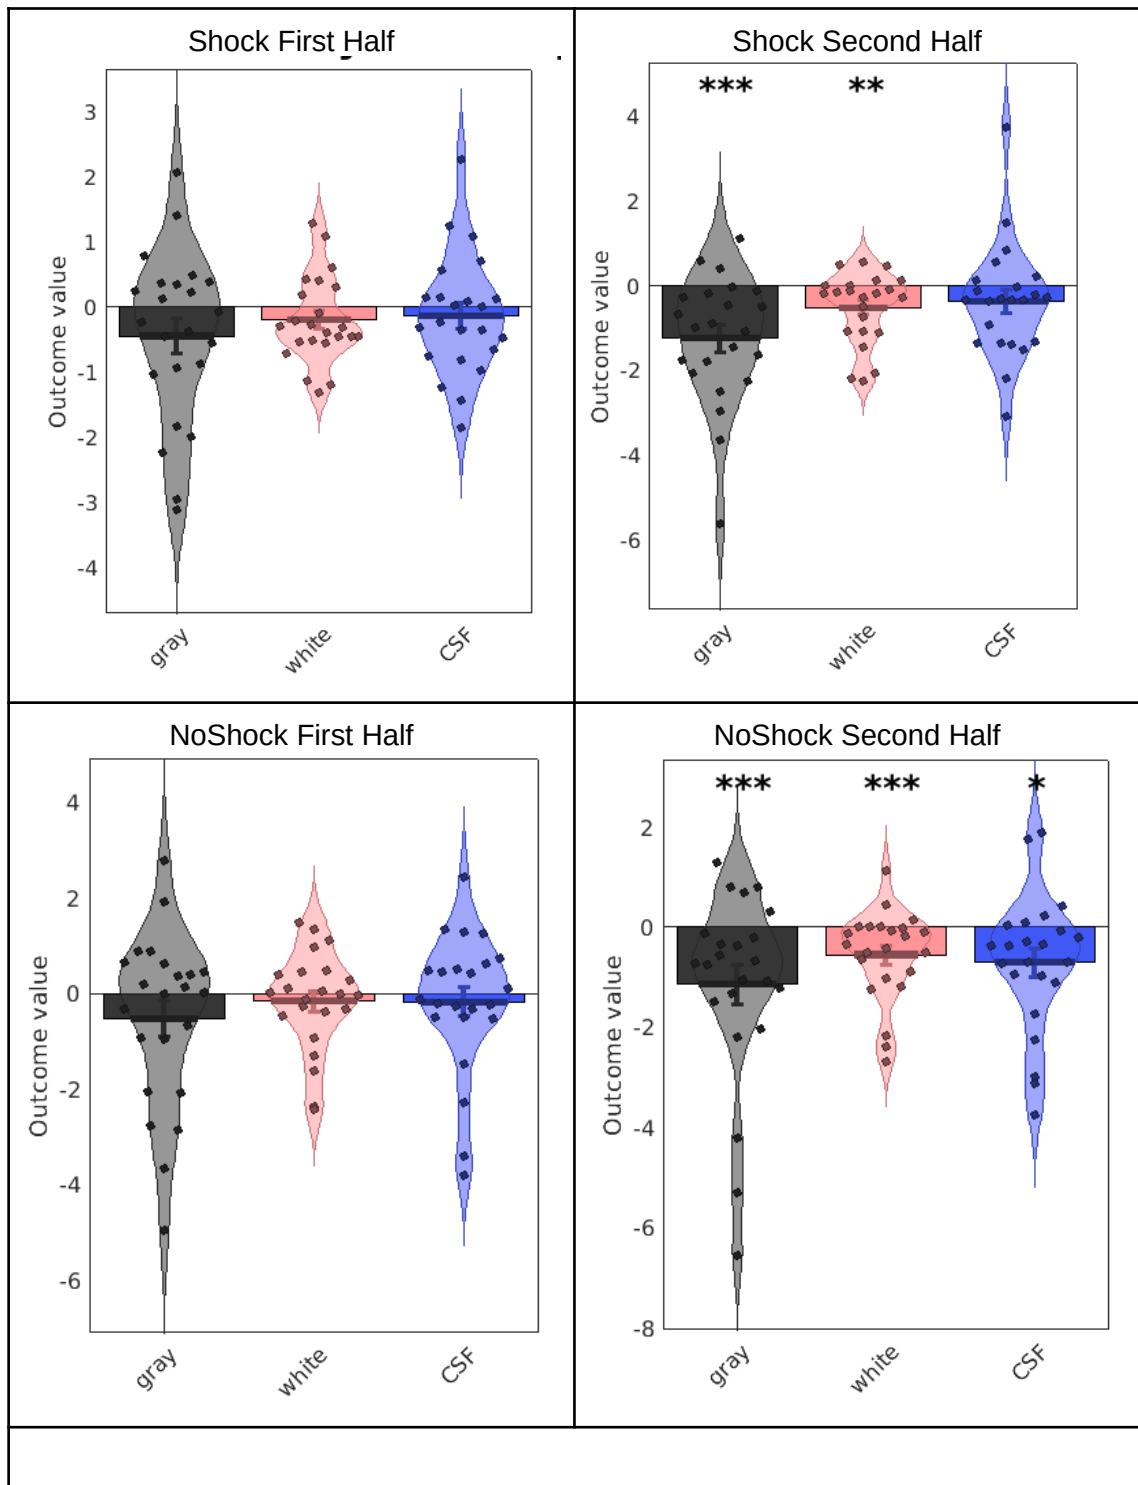 Shock First Half
3
2
1
0
-1
-2
-3
-4
Outcome value
gray
white
CSF
Shock Second Half
*** **
4
2
0
-2
-4
-6
Outcome value
gray
white
CSF
NoShock First Half
4
2
0
-2
-4
-6
Outcome value
gray
white
CSF
NoShock Second Half
*** *** *
2
0
-2
-4
-6
-8
Outcome value
gray
white
CSF